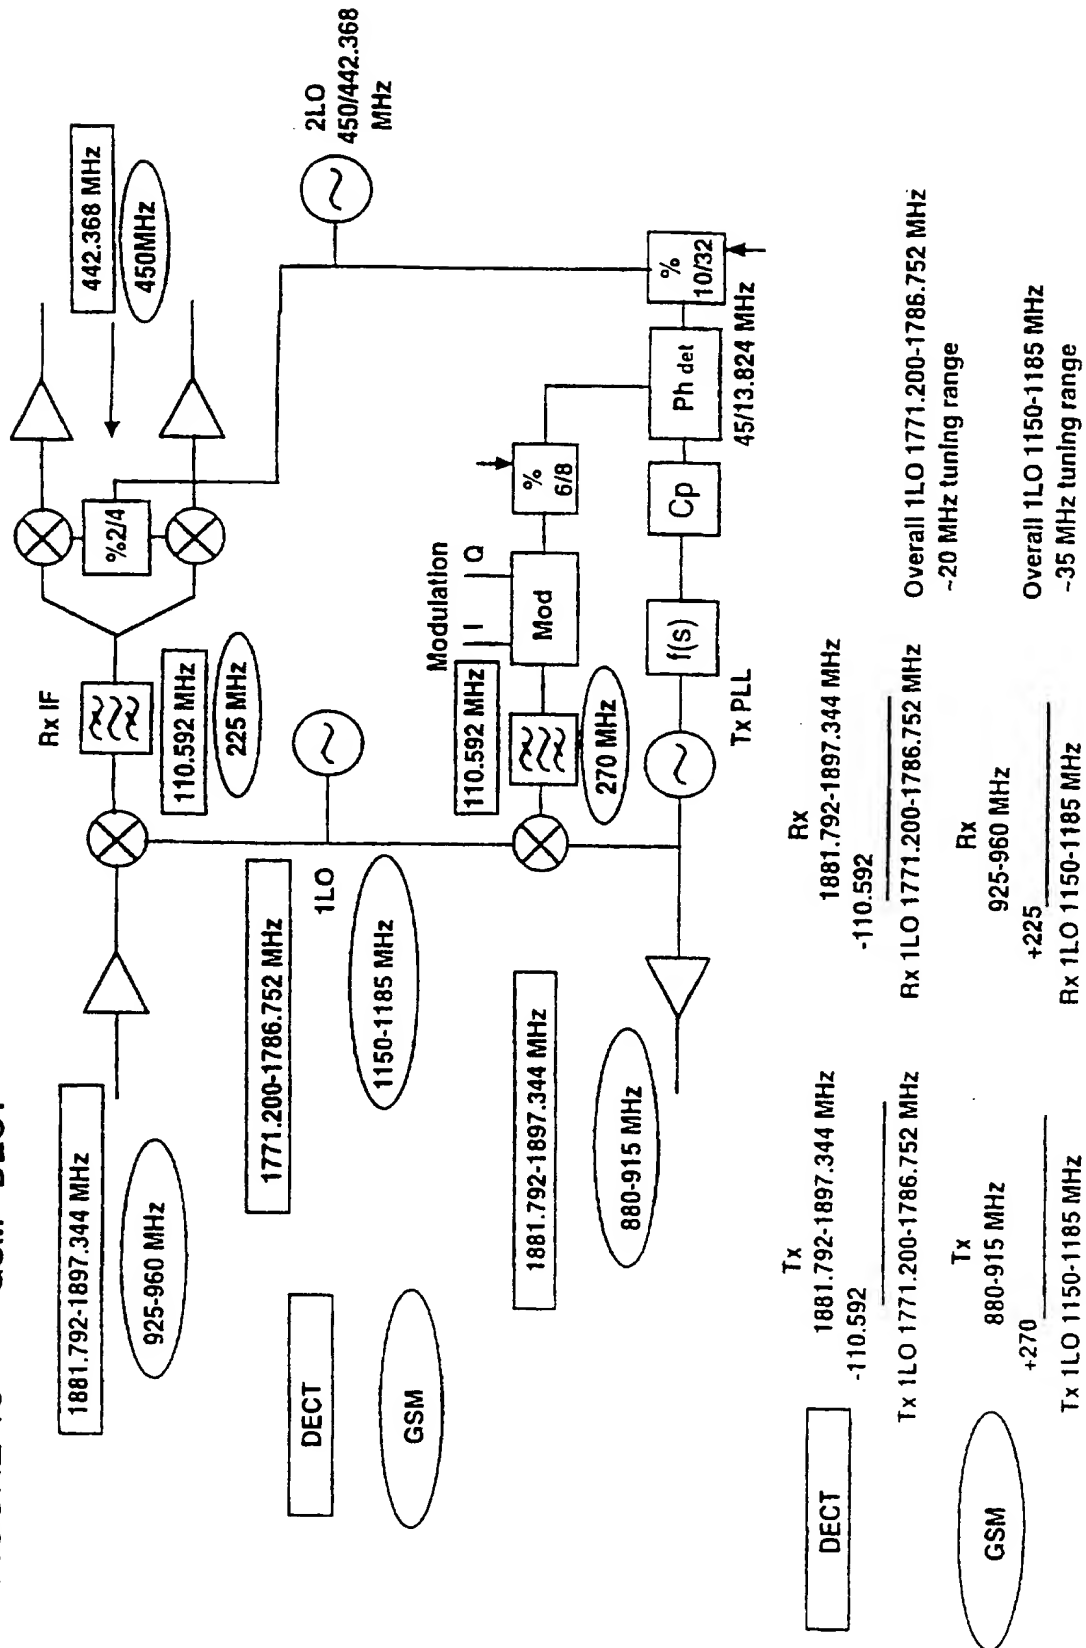 1881.792-1897.344 MHz
925-960 MHz
Rx IF
110.592 MHz
225 MHz
%2/4
442.368 MHz
450MHz
2LO
450/442.368
MHz
DECT
GSM
1771.200-1786.752 MHz
1LO
1150-1185 MHz
Modulation
I Q
110.592 MHz
270 MHz
Mod
%
6/8
1881.792-1897.344 MHz
880-915 MHz
Tx PLL
f(s)
Cp
Ph det
%
10/32
45/13.824 MHz
DECT
Tx
1881.792-1897.344 MHz
-110.592
Tx 1LO 1771.200-1786.752 MHz
Rx
1881.792-1897.344 MHz
-110.592
Rx 1LO 1771.200-1786.752 MHz
Overall 1LO 1771.200-1786.752 MHz
~20 MHz tuning range
GSM
Tx
880-915 MHz
+270
Tx 1LO 1150-1185 MHz
Rx
925-960 MHz
+225
Rx 1LO 1150-1185 MHz
Overall 1LO 1150-1185 MHz
~35 MHz tuning range